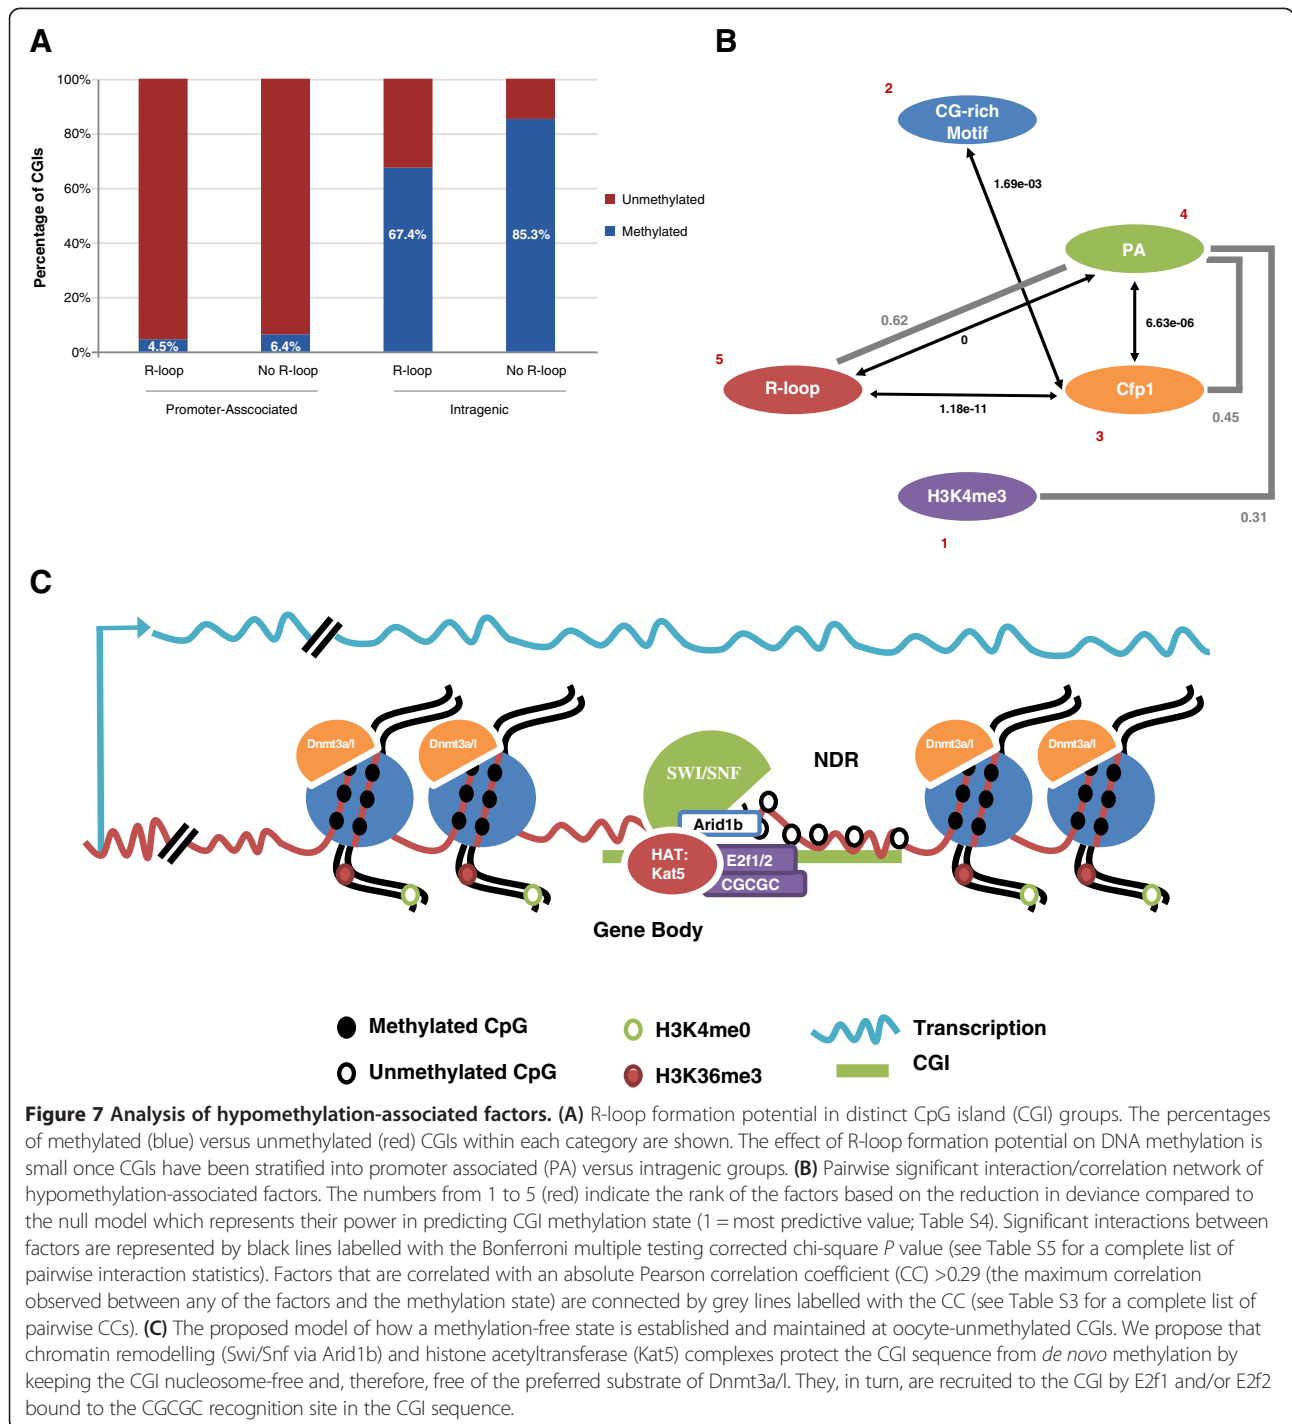 A
100%
80%
60%
40%
20%
0%
Percentage of CGIs
4.5%
6.4%
67.4%
85.3%
R-loop
No R-loop
R-loop
No R-loop
Promoter-Asscociated
Intragenic
Unmethylated
Methylated
B
2
CG-rich
Motif
1.69e-03
4
PA
0.62
0
6.63e-06
5
R-loop
Cfp1
1.18e-11
0.45
3
H3K4me3
0.31
1
C
Dnmt3a/l
Dnmt3a/l
SWI/SNF
NDR
Dnmt3a/l
Dnmt3a/l
Arid1b
HAT:
Kat5
E2f1/2
CGCGC
Gene Body
Methylated CpG
H3K4me0
Transcription
Unmethylated CpG
H3K36me3
CGI
Figure 7 Analysis of hypomethylation-associated factors. (A) R-loop formation potential in distinct CpG island (CGI) groups. The percentages
of methylated (blue) versus unmethylated (red) CGIs within each category are shown. The effect of R-loop formation potential on DNA methylation is
small once CGIs have been stratified into promoter associated (PA) versus intragenic groups. (B) Pairwise significant interaction/correlation network of
hypomethylation-associated factors. The numbers from 1 to 5 (red) indicate the rank of the factors based on the reduction in deviance compared to
the null model which represents their power in predicting CGI methylation state (1 = most predictive value; Table S4). Significant interactions between
factors are represented by black lines labelled with the Bonferroni multiple testing corrected chi-square P value (see Table S5 for a complete list of
pairwise interaction statistics). Factors that are correlated with an absolute Pearson correlation coefficient (CC) >0.29 (the maximum correlation
observed between any of the factors and the methylation state) are connected by grey lines labelled with the CC (see Table S3 for a complete list of
pairwise CCs). (C) The proposed model of how a methylation-free state is established and maintained at oocyte-unmethylated CGIs. We propose that
chromatin remodelling (Swi/Snf via Arid1b) and histone acetyltransferase (Kat5) complexes protect the CGI sequence from de novo methylation by
keeping the CGI nucleosome-free and, therefore, free of the preferred substrate of Dnmt3a/l. They, in turn, are recruited to the CGI by E2f1 and/or E2f2
bound to the CGCGC recognition site in the CGI sequence.